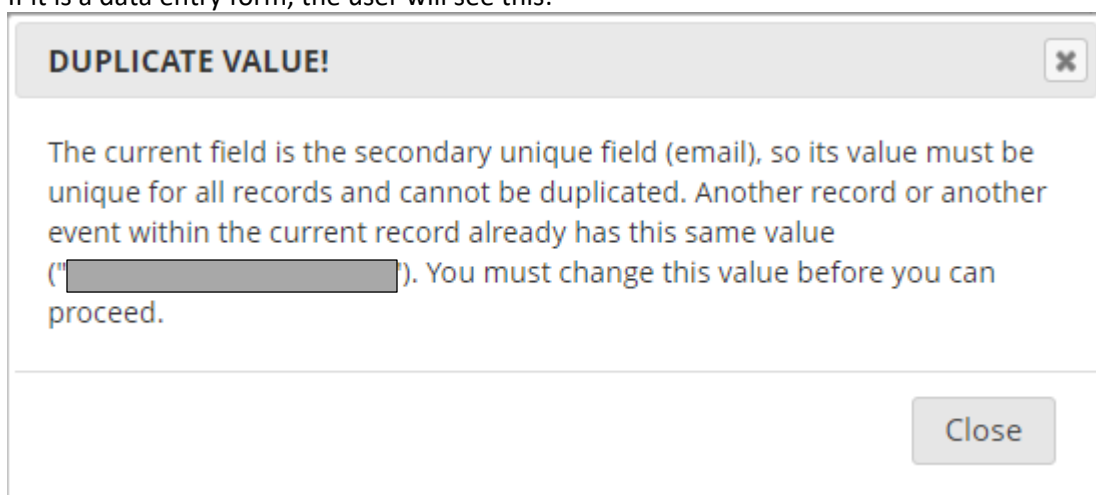 If it is a data entry form, the user will see this:
DUPLICATE VALUE!
The current field is the secondary unique field (email), so its value must be
unique for all records and cannot be duplicated. Another record or another
event within the current record already has this same value
(" "). You must change this value before you can
proceed.
Close